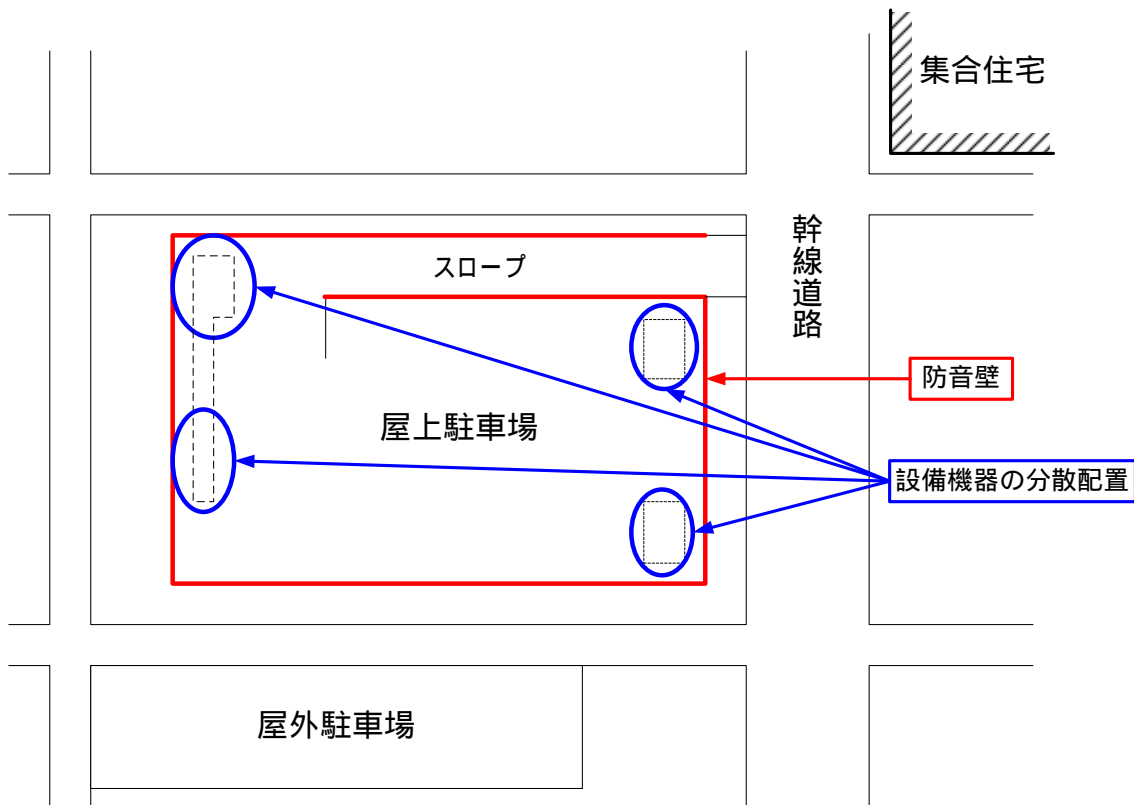 集合住宅
幹線道路
スロープ
防音壁
屋上駐車場
設備機器の分散配置
屋外駐車場